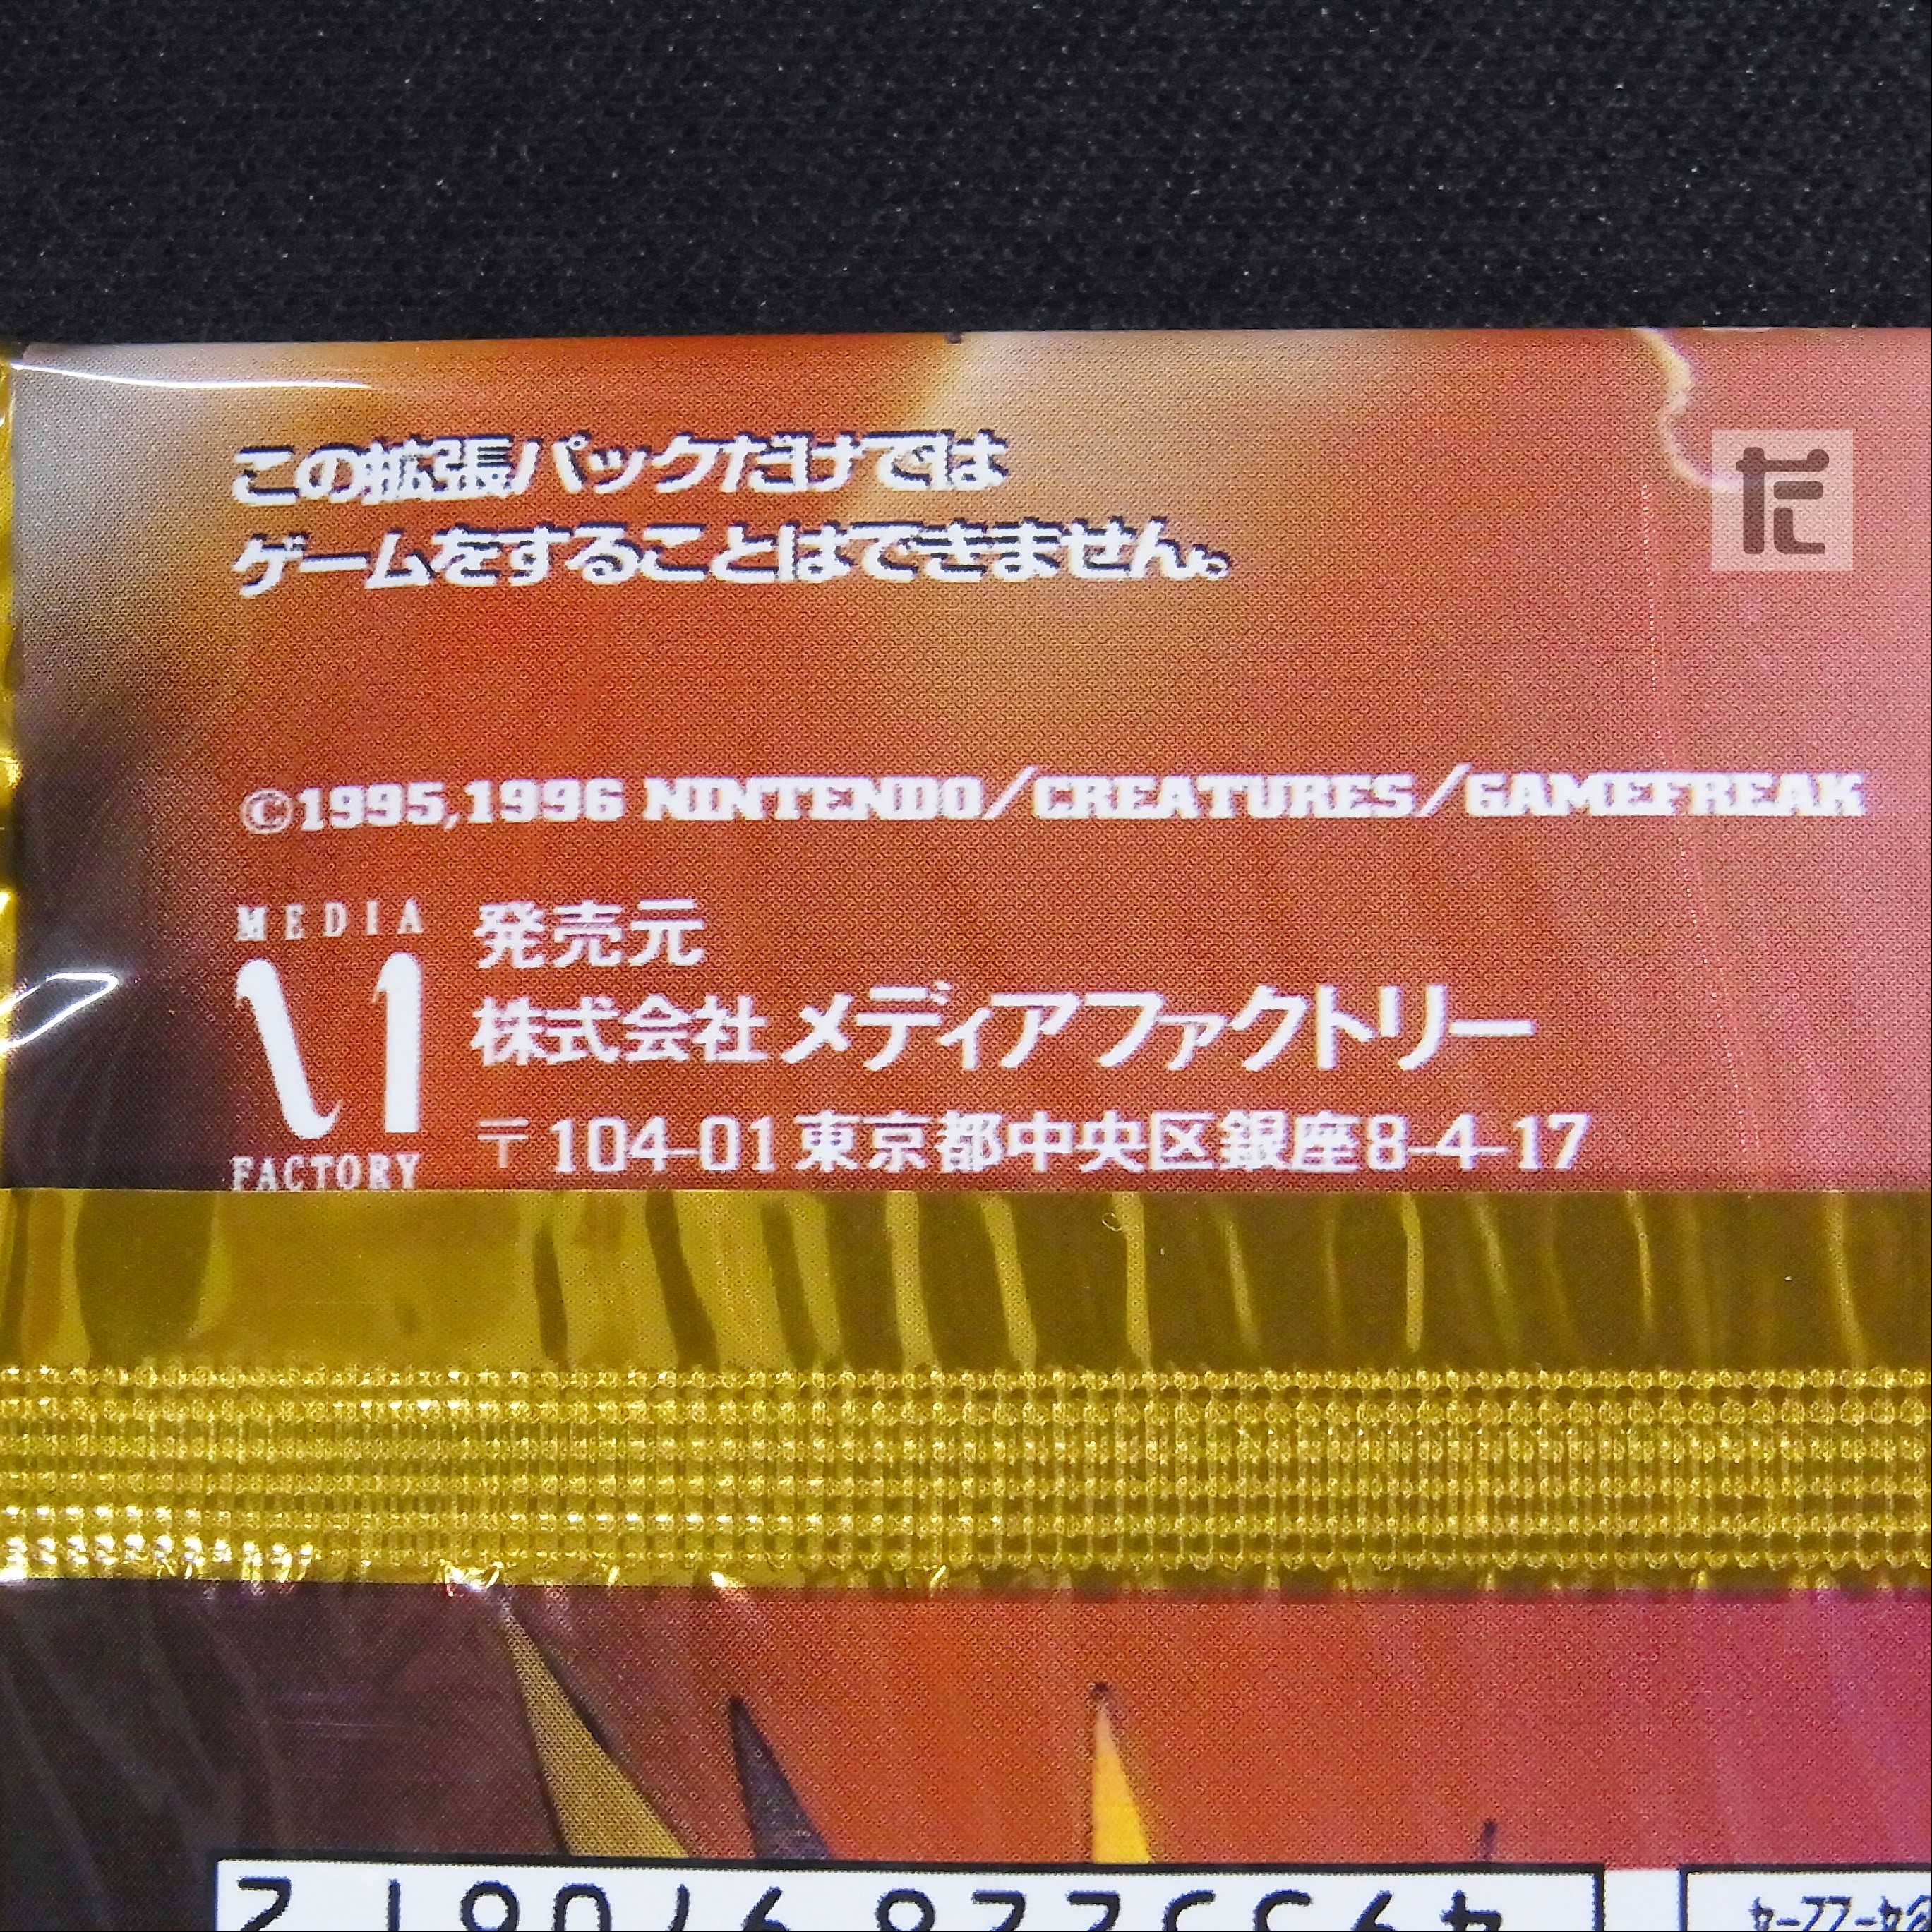 この拡張パックだけでは
ゲームをすることはできません。
た
©1995,1996 NINTENDO/CREATURES/GAMEFREAK
MEDIA
FACTORY
発売元
株式会社メディアファクトリー
〒104-01 東京都中央区銀座8-4-17